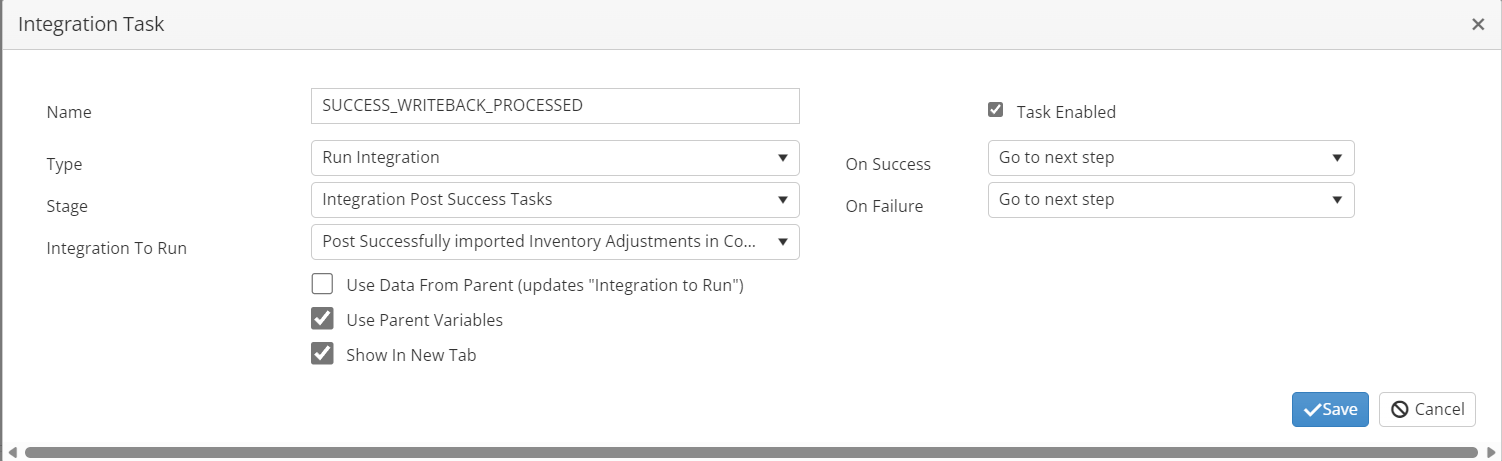 Integration Task
Name
SUCCESS_WRITEBACK_PROCESSED
Task Enabled
Type
Run Integration
On Success
Go to next step
Stage
Integration Post Success Tasks
On Failure
Go to next step
Integration To Run
Post Successfully imported Inventory Adjustments in Co...
Use Data From Parent (updates "Integration to Run")
Use Parent Variables
Show In New Tab
Save
Cancel